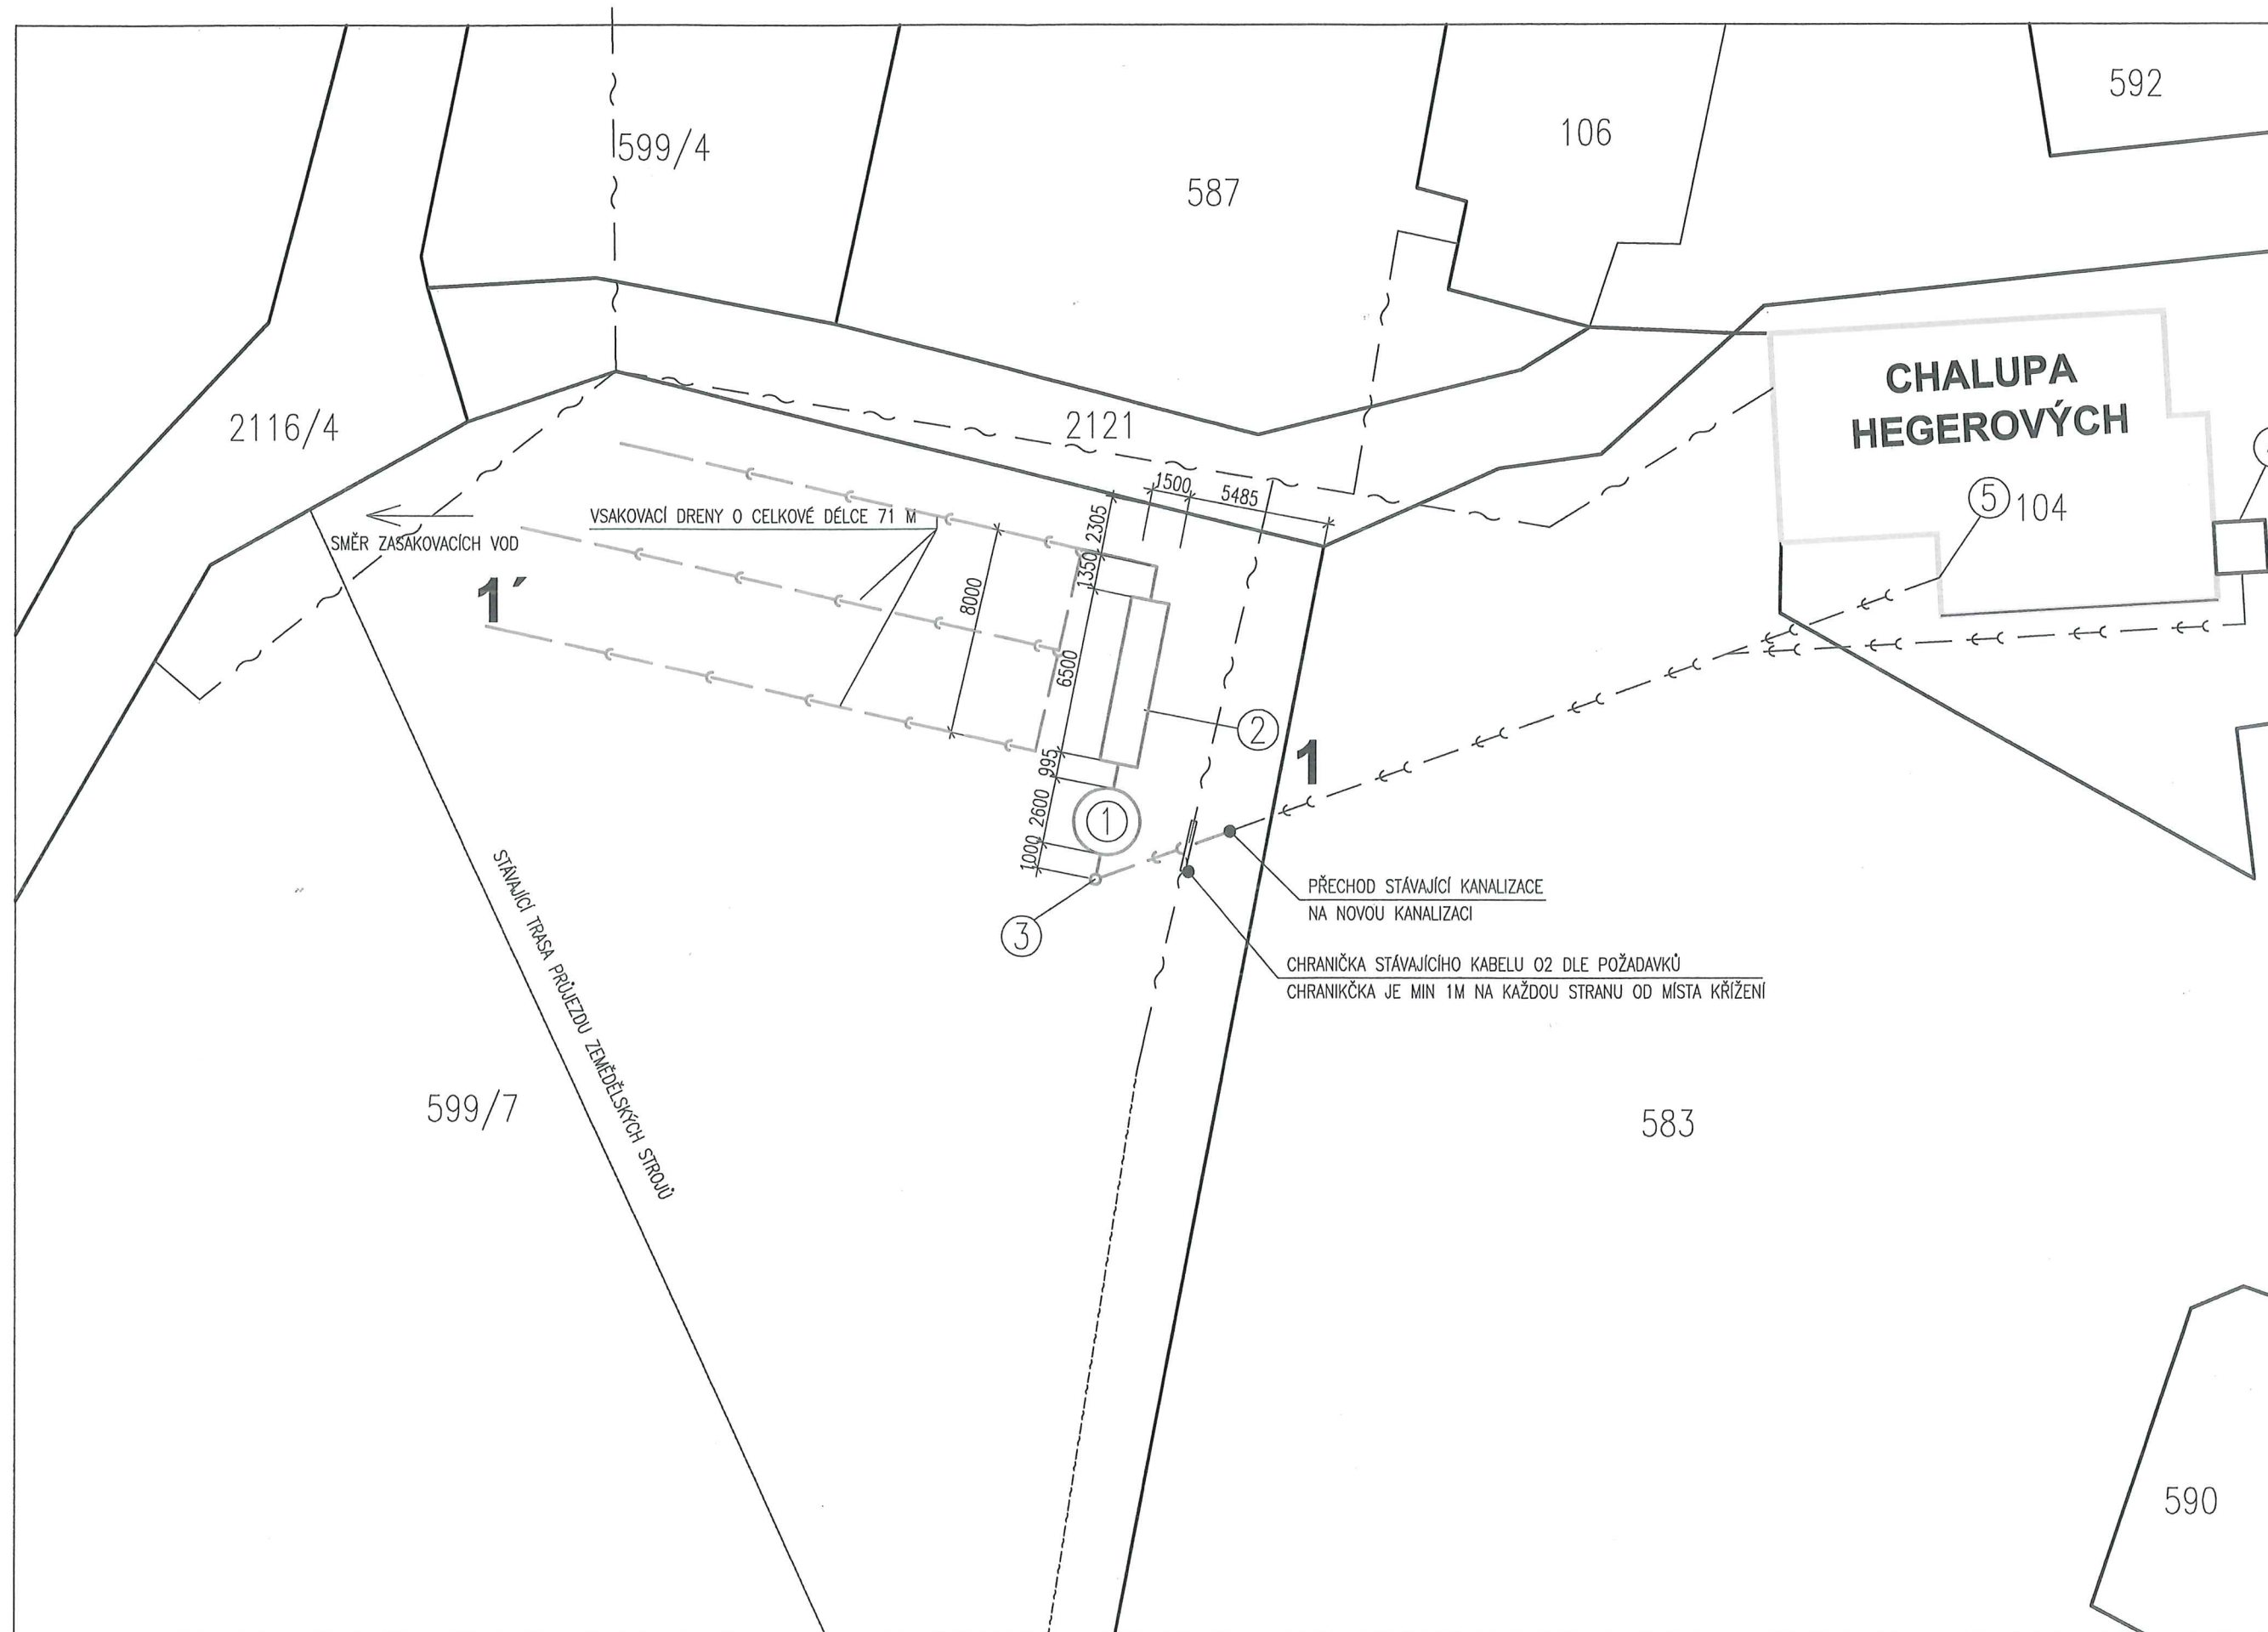 592
106
599/4
587
CHALUPA
HEGEROVÝCH
2116/4
2121
1500
5485
5
104
VSAKOVACÍ DRENY O CELKOVÉ DÉLCE 71 M
2305
SMĚR ZASAKOVACÍCH VOD
1350
8000
1´
6500
2
995
1
2600
1
1000
PŘECHOD STÁVAJÍCÍ KANALIZACE
NA NOVOU KANALIZACI
3
CHRANIČKA STÁVAJÍCÍHO KABELU O2 DLE POŽADAVKŮ
CHRANIKČKA JE MIN 1M NA KAŽDOU STRANU OD MÍSTA KŘÍŽENÍ
STÁVAJÍCÍ TRASA PRŮJEZDU ZEMĚDĚLSKÝCH STROJŮ
599/7
583
590